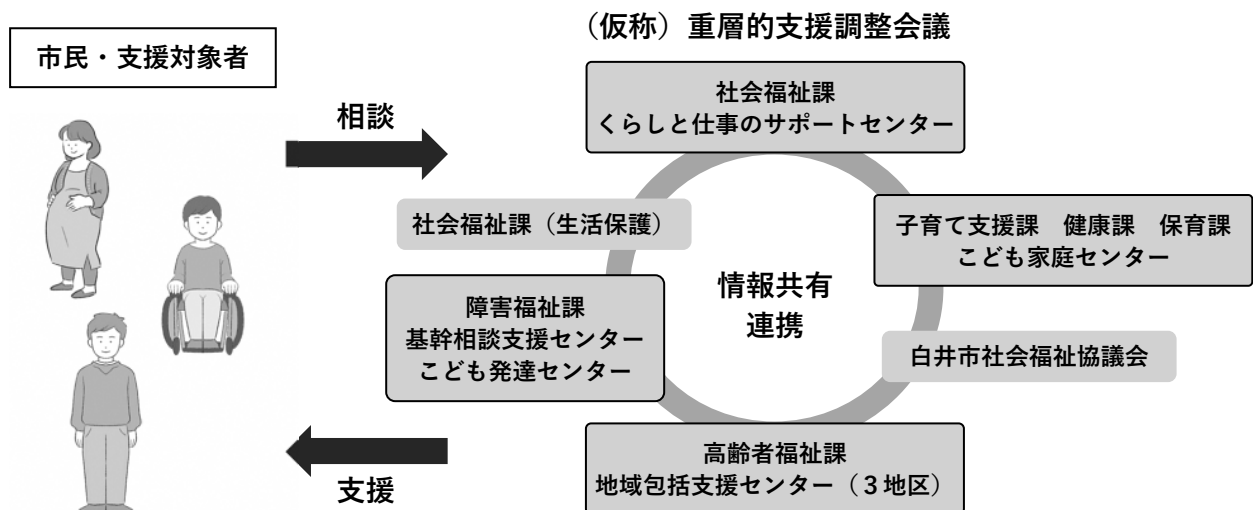 （仮称）重層的支援調整会議
市民・支援対象者
相談
社会福祉課
くらしと仕事のサポートセンター
社会福祉課（生活保護）
子育て支援課　健康課　保育課
こども家庭センター
情報共有
連携
障害福祉課
基幹相談支援センター
こども発達センター
白井市社会福祉協議会
高齢者福祉課
地域包括支援センター（３地区）
支援